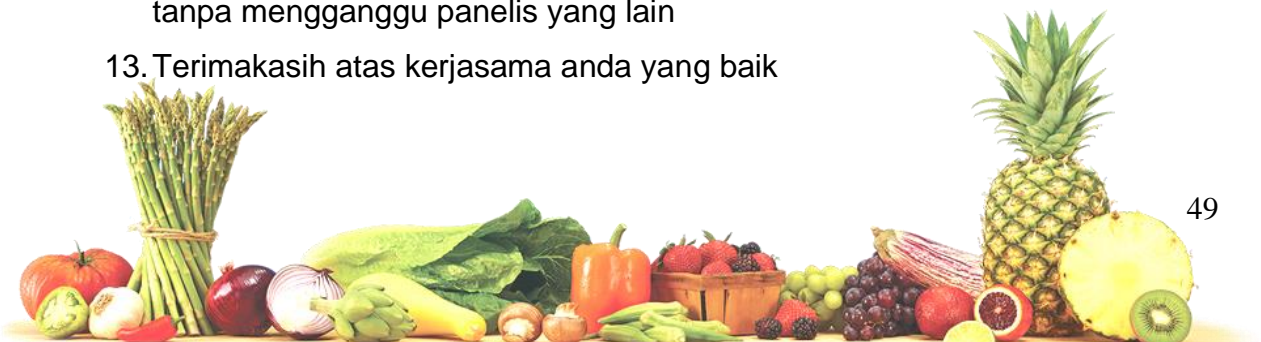 tanpa mengganggu panelis yang lain
13. Terimakasih atas kerjasama anda yang baik
49